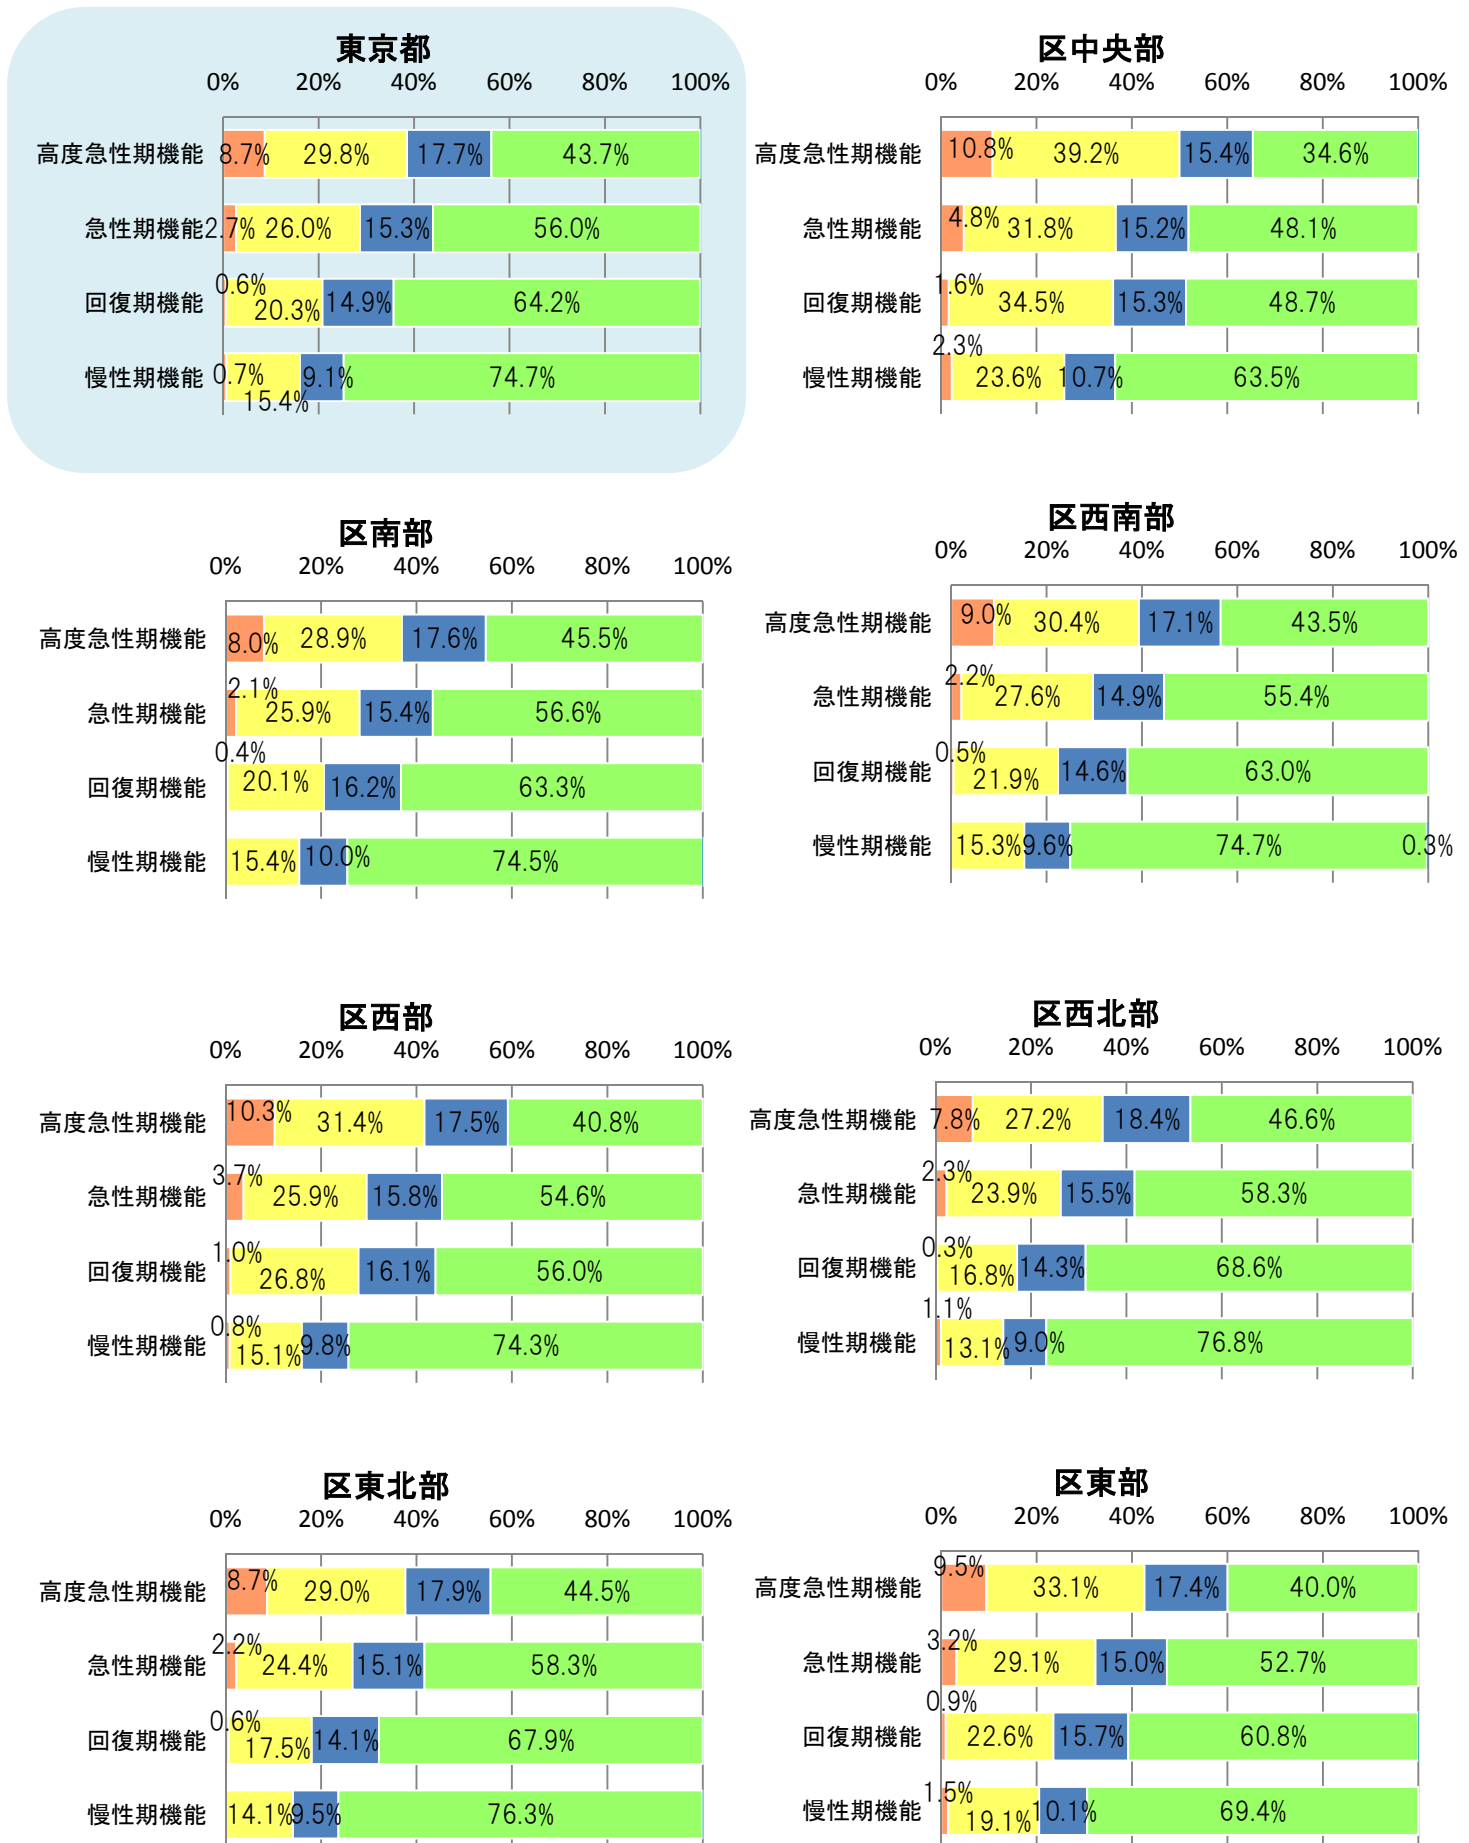 東京都
0% 20% 40% 60% 80% 100%
高度急性期機能 8.7% 29.8% 17.7% 43.7%
急性期機能 2.7% 26.0% 15.3% 56.0%
回復期機能 0.6% 20.3% 14.9% 64.2%
慢性期機能 0.7% 15.4% 9.1% 74.7%
区中央部
0% 20% 40% 60% 80% 100%
高度急性期機能 10.8% 39.2% 15.4% 34.6%
急性期機能 4.8% 31.8% 15.2% 48.1%
回復期機能 1.6% 34.5% 15.3% 48.7%
慢性期機能 2.3% 23.6% 10.7% 63.5%
区南部
0% 20% 40% 60% 80% 100%
高度急性期機能 8.0% 28.9% 17.6% 45.5%
急性期機能 2.1% 25.9% 15.4% 56.6%
回復期機能 0.4% 20.1% 16.2% 63.3%
慢性期機能 15.4% 10.0% 74.5%
区西南部
0% 20% 40% 60% 80% 100%
高度急性期機能 9.0% 30.4% 17.1% 43.5%
急性期機能 2.2% 27.6% 14.9% 55.4%
回復期機能 0.5% 21.9% 14.6% 63.0%
慢性期機能 15.3% 9.6% 74.7% 0.3%
区西部
0% 20% 40% 60% 80% 100%
高度急性期機能 10.3% 31.4% 17.5% 40.8%
急性期機能 3.7% 25.9% 15.8% 54.6%
回復期機能 1.0% 26.8% 16.1% 56.0%
慢性期機能 0.8% 15.1% 9.8% 74.3%
区西北部
0% 20% 40% 60% 80% 100%
高度急性期機能 7.8% 27.2% 18.4% 46.6%
急性期機能 2.3% 23.9% 15.5% 58.3%
回復期機能 0.3% 16.8% 14.3% 68.6%
慢性期機能 1.1% 13.1% 9.0% 76.8%
区東北部
0% 20% 40% 60% 80% 100%
高度急性期機能 8.7% 29.0% 17.9% 44.5%
急性期機能 2.2% 24.4% 15.1% 58.3%
回復期機能 0.6% 17.5% 14.1% 67.9%
慢性期機能 14.1% 9.5% 76.3%
区東部
0% 20% 40% 60% 80% 100%
高度急性期機能 9.5% 33.1% 17.4% 40.0%
急性期機能 3.2% 29.1% 15.0% 52.7%
回復期機能 0.9% 22.6% 15.7% 60.8%
慢性期機能 1.5% 19.1% 10.1% 69.4%